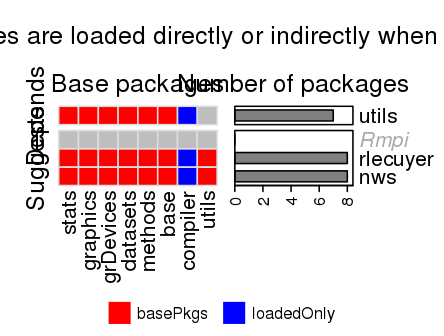 es are loaded directly or indirectly when
Base packages
Number of packages
Depends
Suggests
utils
Rmpi
rlecuyer
nws
stats
graphics
grDevices
datasets
methods
base
compiler
utils
0 2 4 6 8
basePkgs
loadedOnly